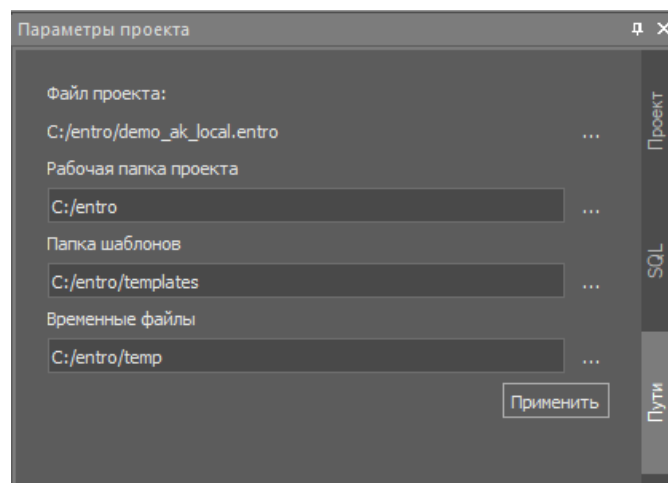 Параметры проекта
Файл проекта:
C:/entro/demo_ak_local.entro
...
Рабочая папка проекта
C:/entro
...
Папка шаблонов
C:/entro/templates
...
Временные файлы
C:/entro/temp
...
Применить
Проект
SQL
Пути